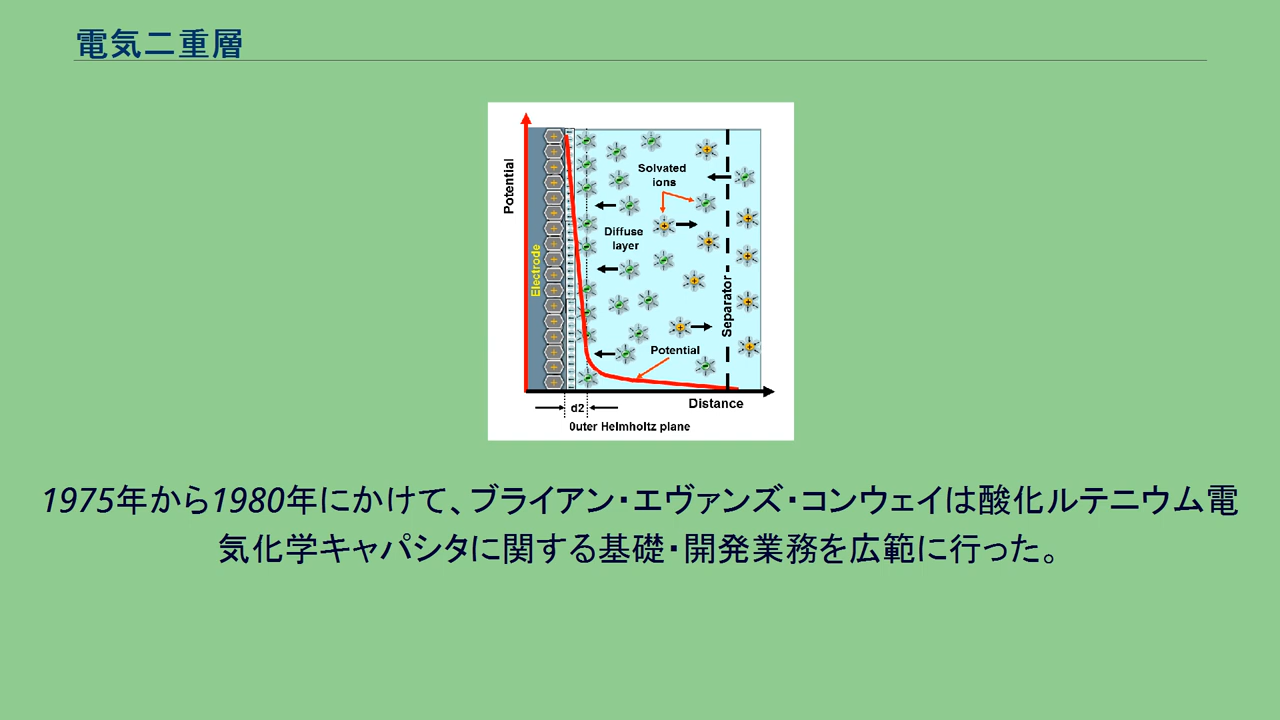 電気二重層
Potential
Electrode
Solvated
ions
Diffuse
layer
Separator
Potential
Distance
d2
0uter Helmholtz plane
1975年から1980年にかけて、ブライアン・エヴァンズ・コンウェイは酸化ルテニウム電
気化学キャパシタに関する基礎・開発業務を広範に行った。